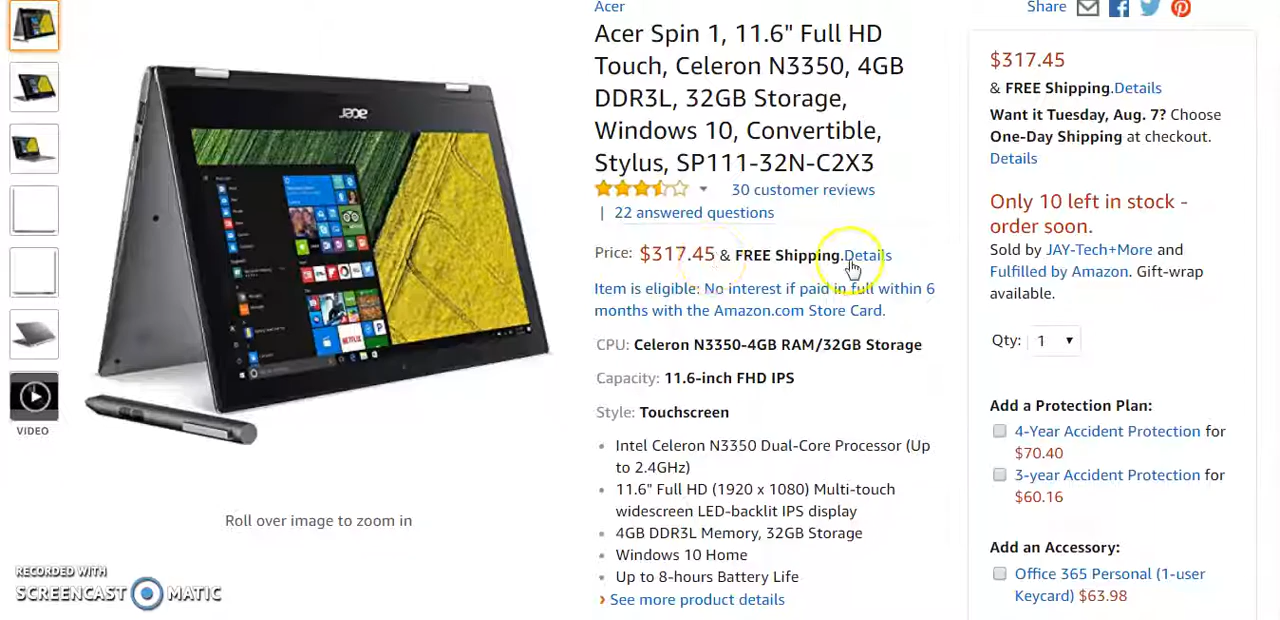 Acer
Acer Spin 1, 11.6" Full HD
Touch, Celeron N3350, 4GB
DDR3L, 32GB Storage,
Windows 10, Convertible,
Stylus, SP111-32N-C2X3
30 customer reviews
| 22 answered questions
Price: $317.45 & FREE Shipping. Details
Item is eligible: No interest if paid in full within 6
months with the Amazon.com Store Card.
CPU: Celeron N3350-4GB RAM/32GB Storage
Capacity: 11.6-inch FHD IPS
Style: Touchscreen
Intel Celeron N3350 Dual-Core Processor (Up
to 2.4GHz)
11.6" Full HD (1920 x 1080) Multi-touch
widescreen LED-backlit IPS display
4GB DDR3L Memory, 32GB Storage
Windows 10 Home
Up to 8-hours Battery Life
› See more product details
acer
VIDEO
Roll over image to zoom in
RECORDED WITH
SCREENCAST MATIC
Share
$317.45
& FREE Shipping. Details
Want it Tuesday, Aug. 7? Choose
One-Day Shipping at checkout.
Details
Only 10 left in stock -
order soon.
Sold by JAY-Tech+More and
Fulfilled by Amazon. Gift-wrap
available.
Qty: 1
Add a Protection Plan:
4-Year Accident Protection for
$70.40
3-year Accident Protection for
$60.16
Add an Accessory:
Office 365 Personal (1-user
Keycard) $63.98